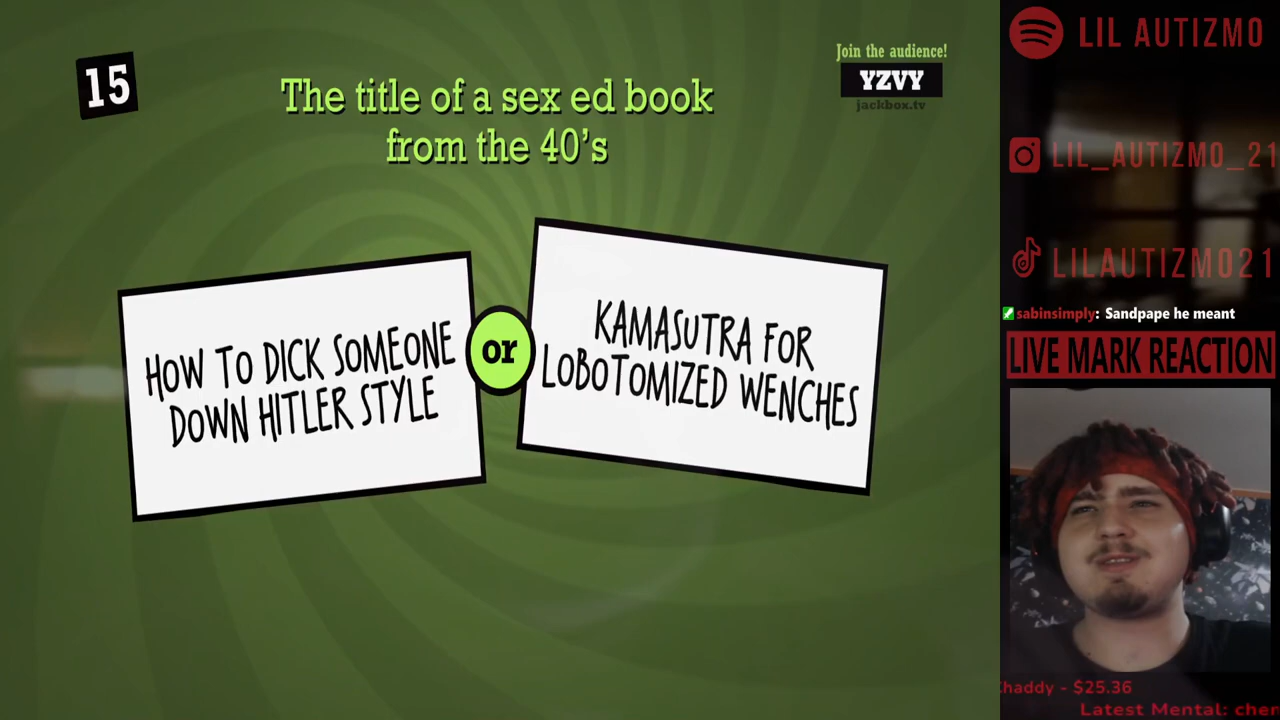 15
The title of a sex ed book
from the 40's
Join the audience!
YZVY
jackbox.tv
HOW TO DICK SOMEONE
DOWN HITLER STYLE
or
KAMASUTRA FOR
LOBOTOMIZED WENCHES
LIL AUTIZMO
LIL_AUTIZMO_21
LILAUTIZMO21
sabinsimply: Sandpape he meant
LIVE MARK REACTION
haddy - $25.36
Latest Mental: cher